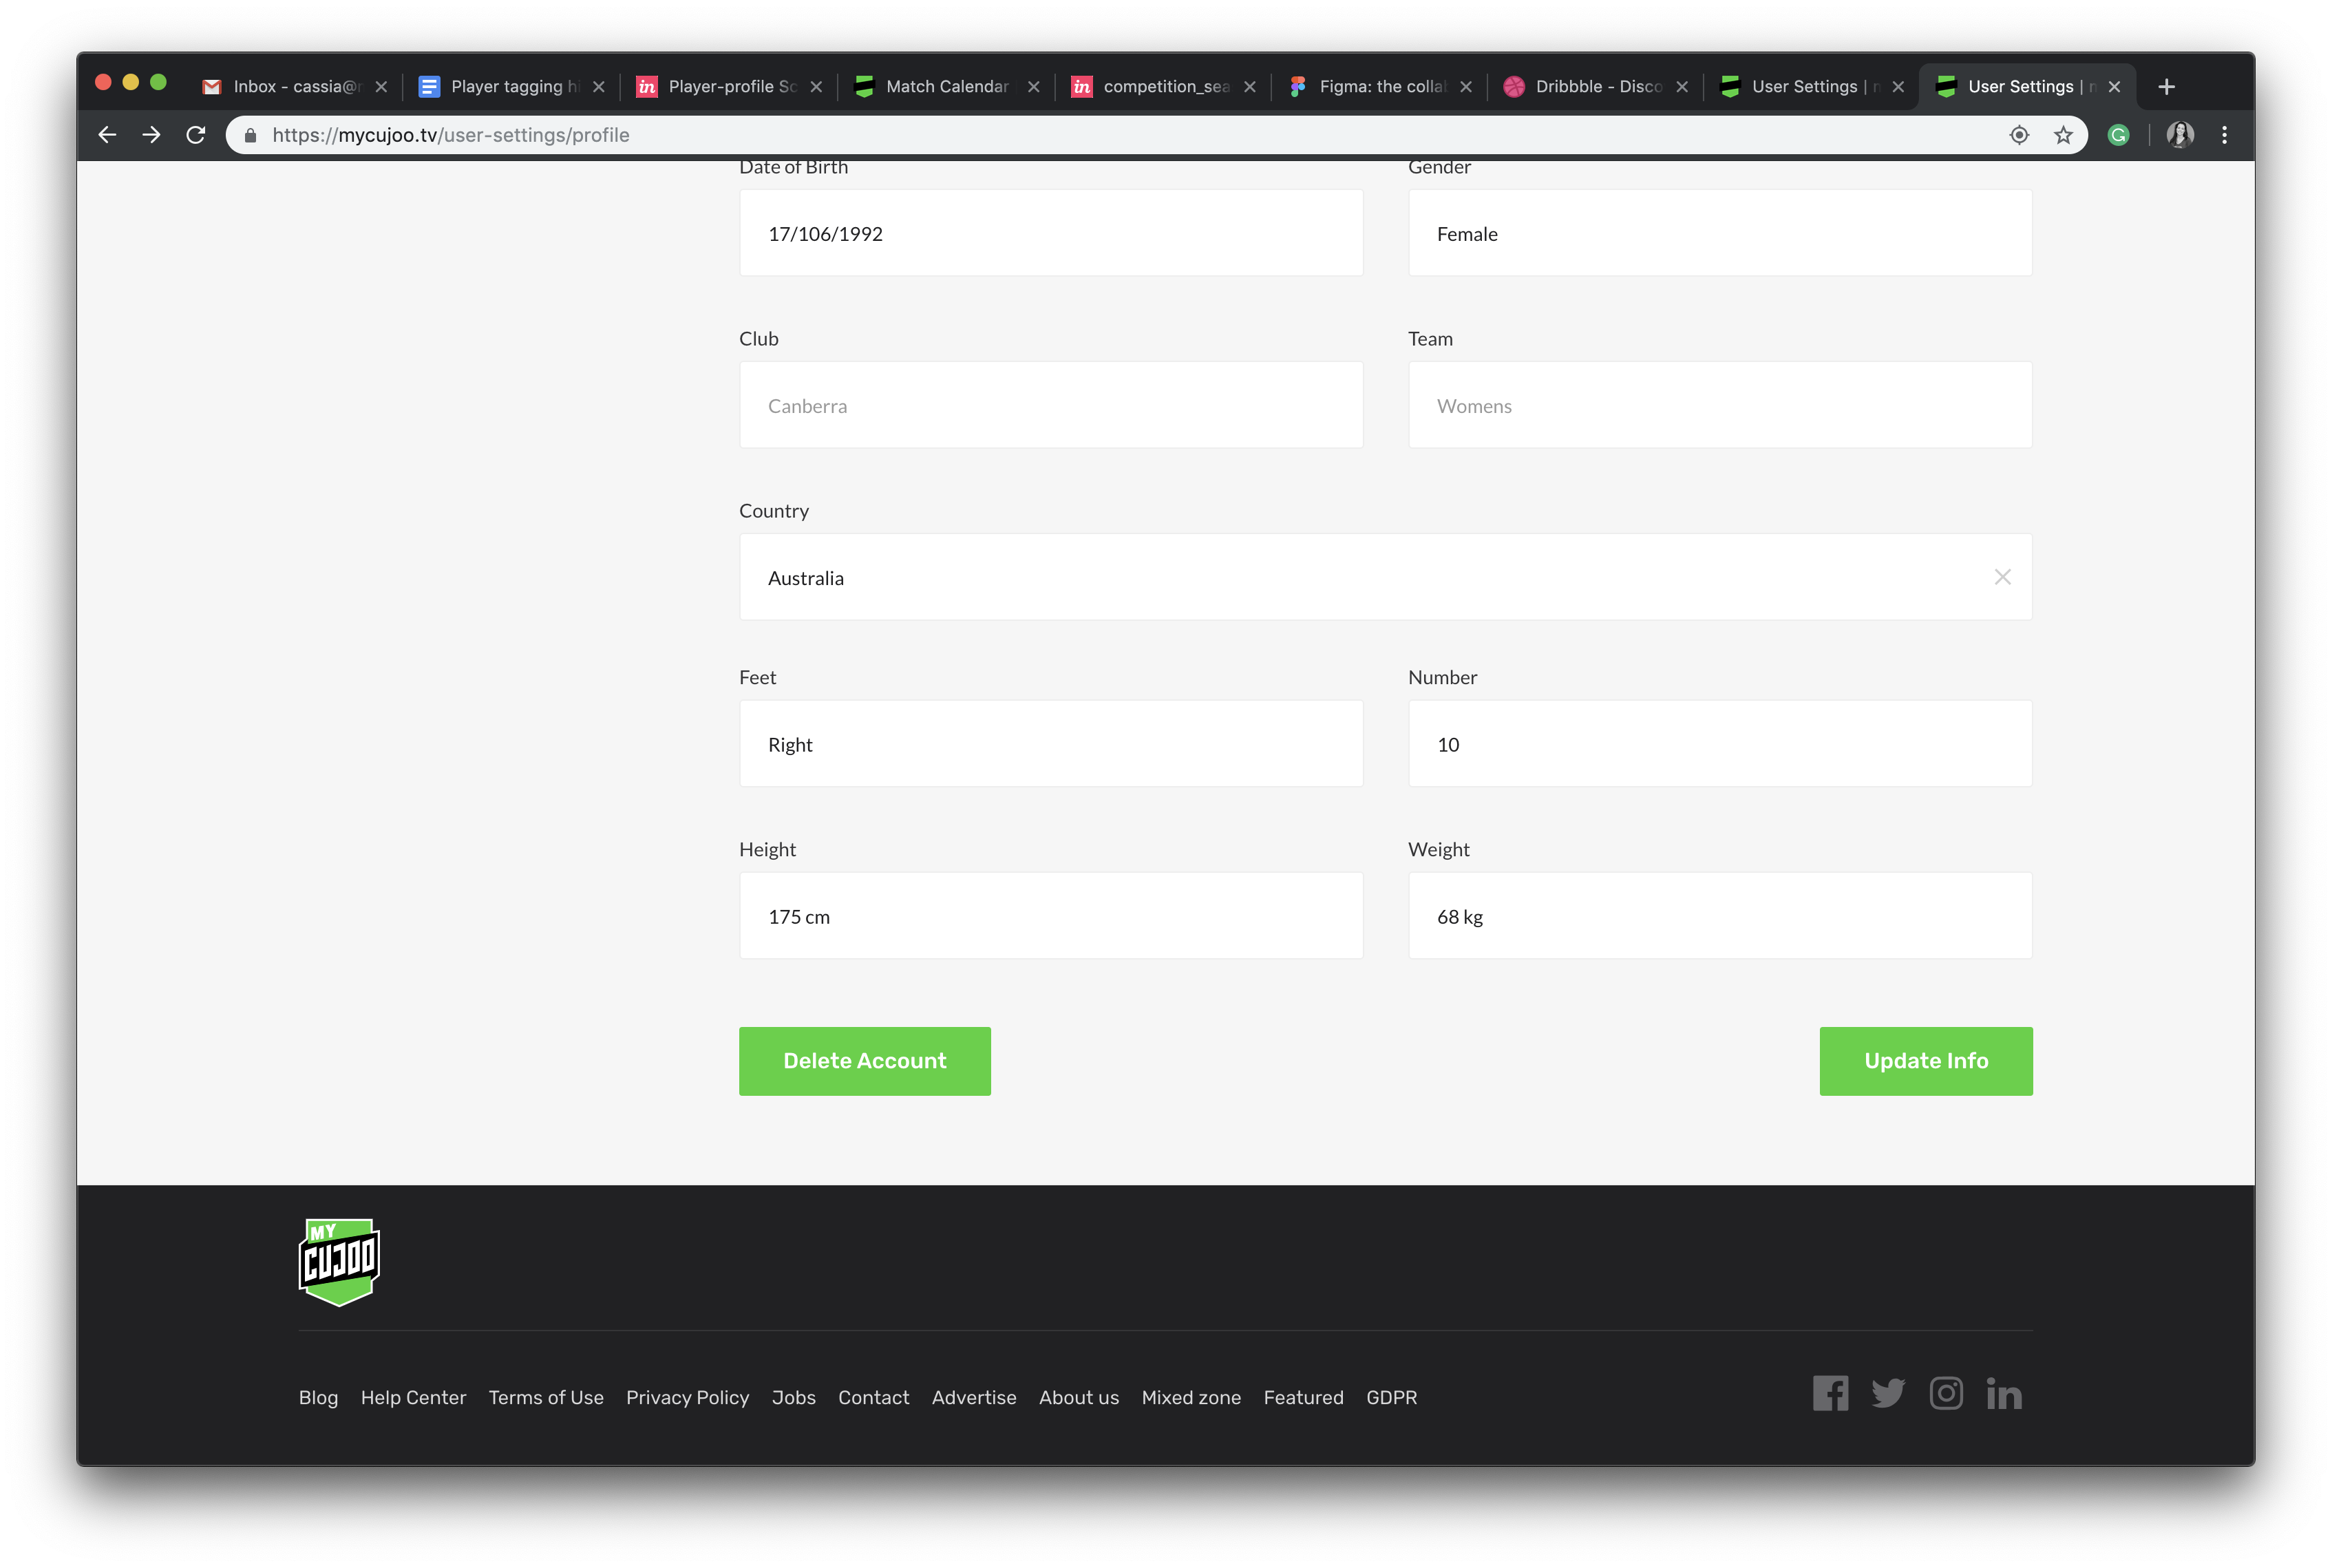 Inbox - cassia@
Player tagging hi
Player-profile Sc
Match Calendar
competition_sea
Figma: the colla
Dribbble - Disco
User Settings |
User Settings |
https://mycujoo.tv/user-settings/profile
Date of Birth
Gender
17/106/1992
Female
Club
Team
Canberra
Womens
Country
Australia
Feet
Number
Right
10
Height
Weight
175 cm
68 kg
Delete Account
Update Info
MY
CUJOO
Blog Help Center Terms of Use Privacy Policy Jobs Contact Advertise About us Mixed zone Featured GDPR